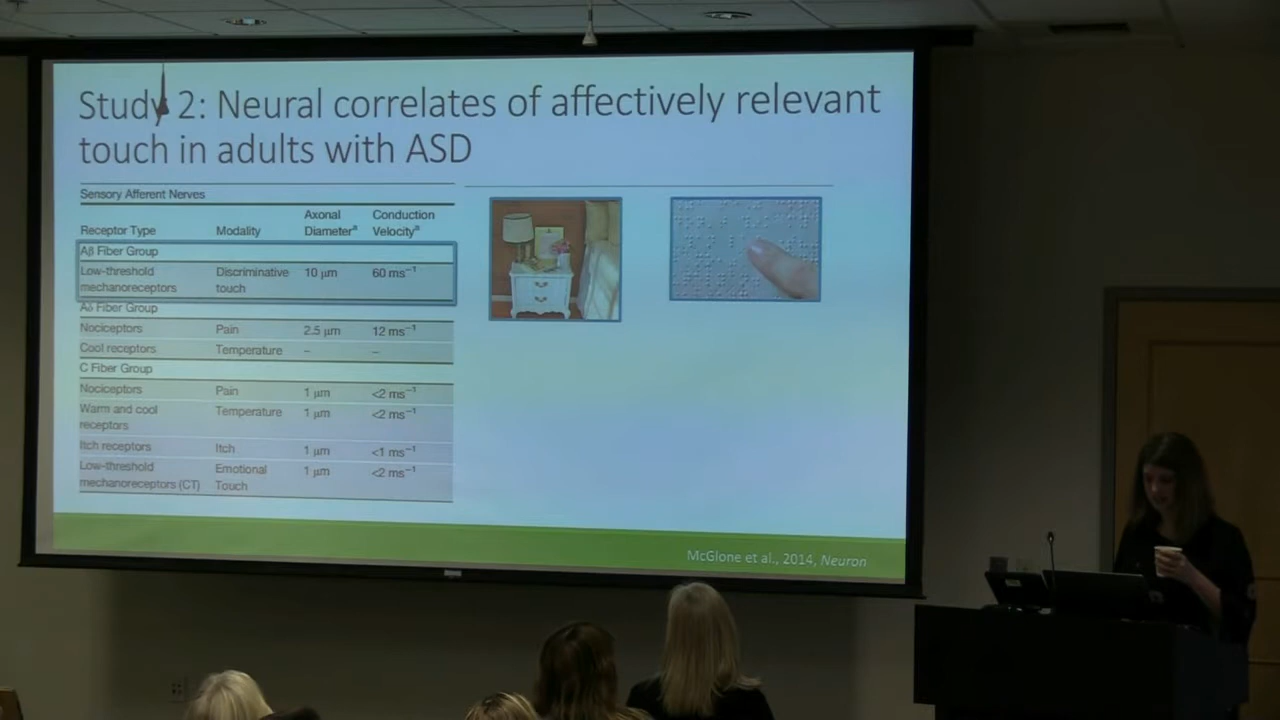 Study 2: Neural correlates of affectively relevant
touch in adults with ASD
Sensory Afferent Nerves
Receptor Type Modality Axonal Diameterª Conduction Velocityª
Aβ Fiber Group
Low-threshold mechanoreceptors Discriminative touch 10 μm 60 ms⁻¹
Aδ Fiber Group
Nociceptors Pain 2.5 μm 12 ms⁻¹
Cool receptors Temperature – –
C Fiber Group
Nociceptors Pain 1 μm <2 ms⁻¹
Warm and cool receptors Temperature 1 μm <2 ms⁻¹
Itch receptors Itch 1 μm <1 ms⁻¹
Low-threshold mechanoreceptors (CT) Emotional Touch 1 μm <2 ms⁻¹
McGlone et al., 2014, Neuron